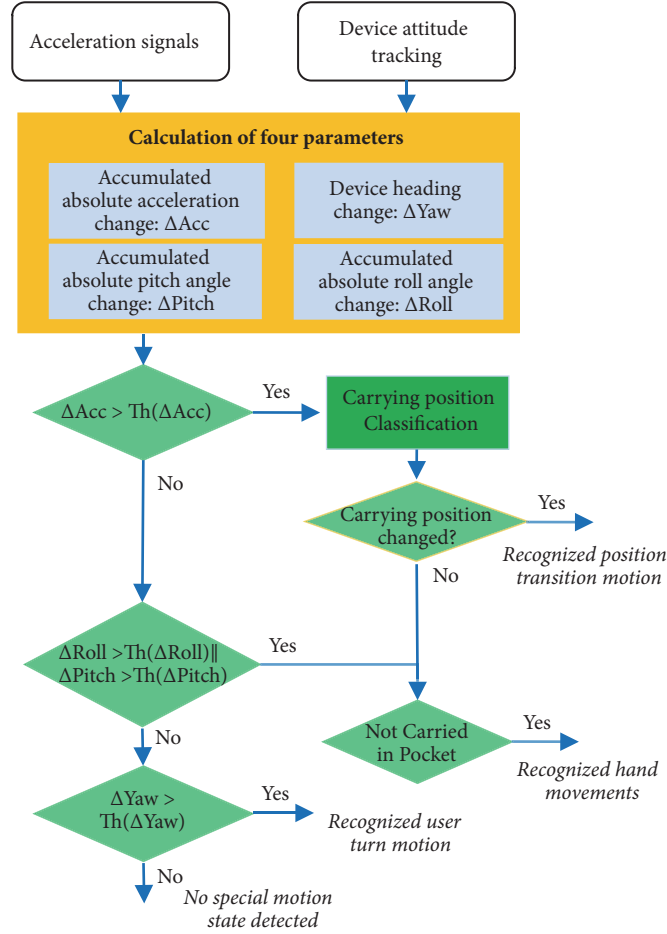 Acceleration signals
Device attitude
tracking
Calculation of four parameters
Accumulated
absolute acceleration
change: ΔAcc
Device heading
change: ΔYaw
Accumulated
absolute pitch angle
change: ΔPitch
Accumulated
absolute roll angle
change: ΔRoll
ΔAcc > Th(ΔAcc)
Yes
Carrying position
Classification
No
Carrying position
changed?
Yes
Recognized position
transition motion
No
ΔRoll >Th(ΔRoll)||
ΔPitch >Th(ΔPitch)
Yes
Not Carried
in Pocket
Yes
Recognized hand
movements
No
ΔYaw >
Th(ΔYaw)
Yes
Recognized user
turn motion
No
No special motion
state detected